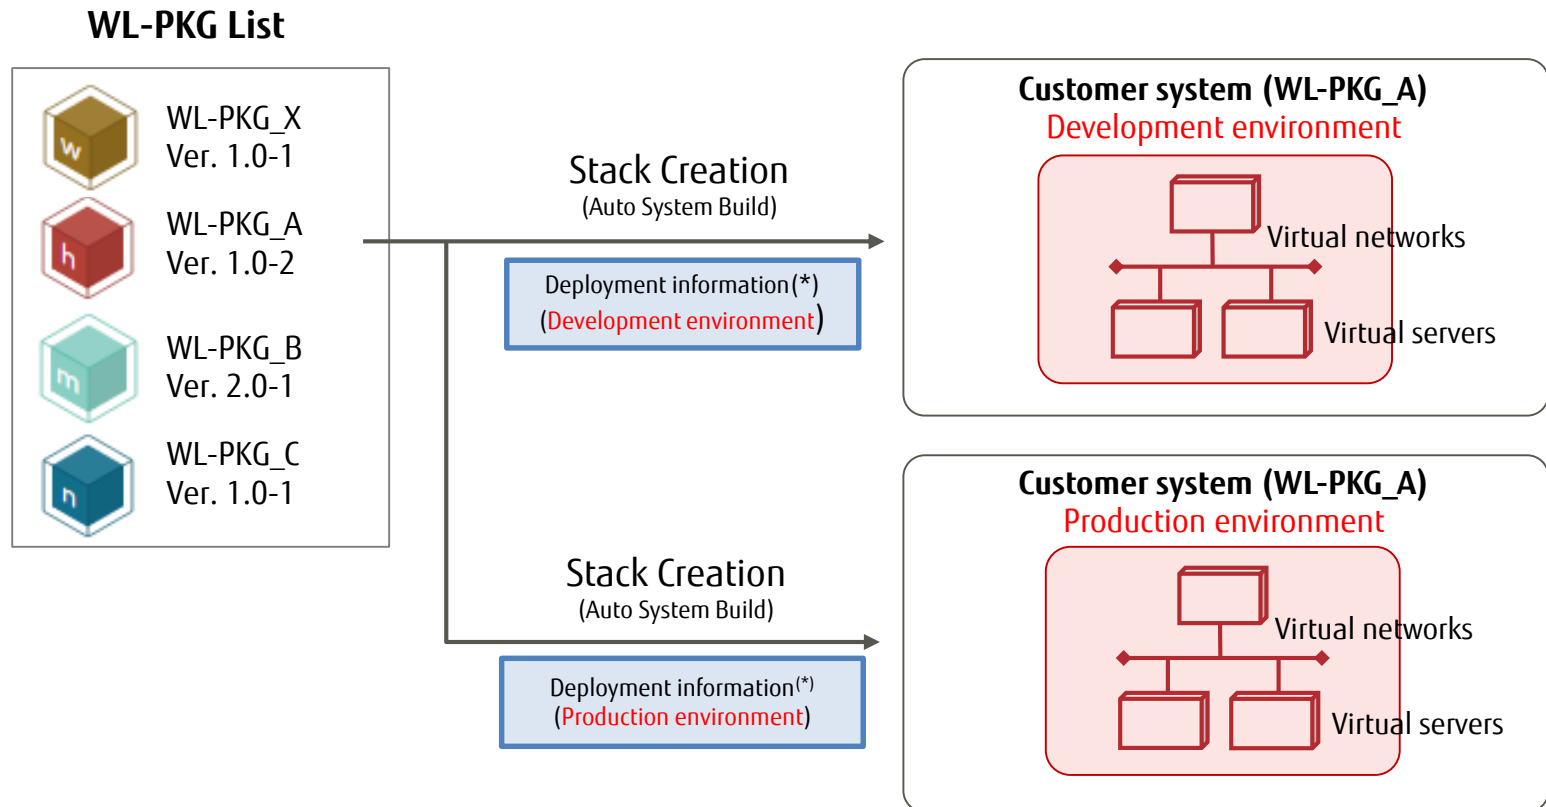 WL-PKG List
w
WL-PKG_X
Ver. 1.0-1
h
WL-PKG_A
Ver. 1.0-2
m
WL-PKG_B
Ver. 2.0-1
n
WL-PKG_C
Ver. 1.0-1
Stack Creation
(Auto System Build)
Deployment information(*)
(Development environment)
Customer system (WL-PKG_A)
Development environment
Virtual networks
Virtual servers
Stack Creation
(Auto System Build)
Deployment information(*)
(Production environment)
Customer system (WL-PKG_A)
Production environment
Virtual networks
Virtual servers